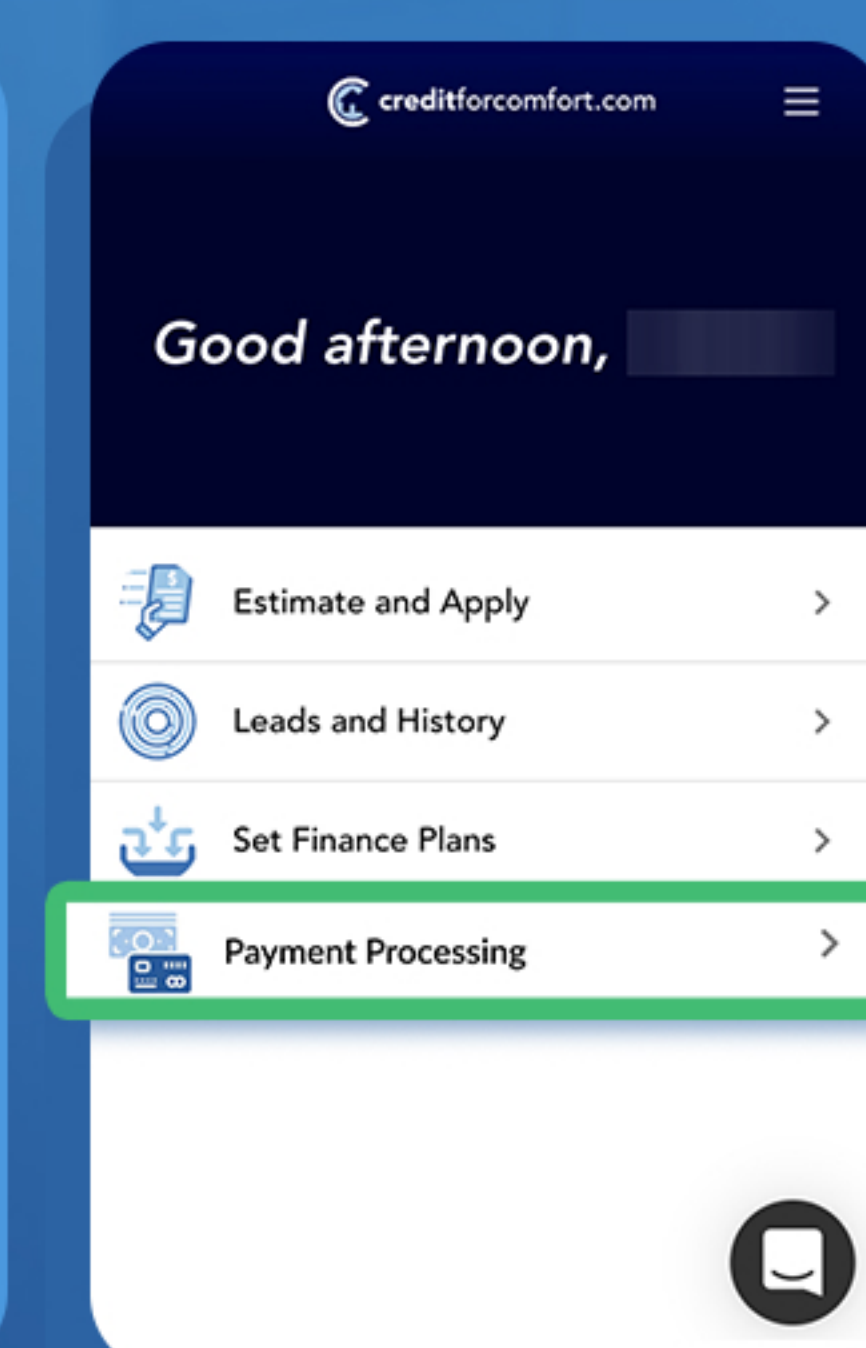 creditforcomfort.com
Good afternoon,
Estimate and Apply
Leads and History
Set Finance Plans
Payment Processing